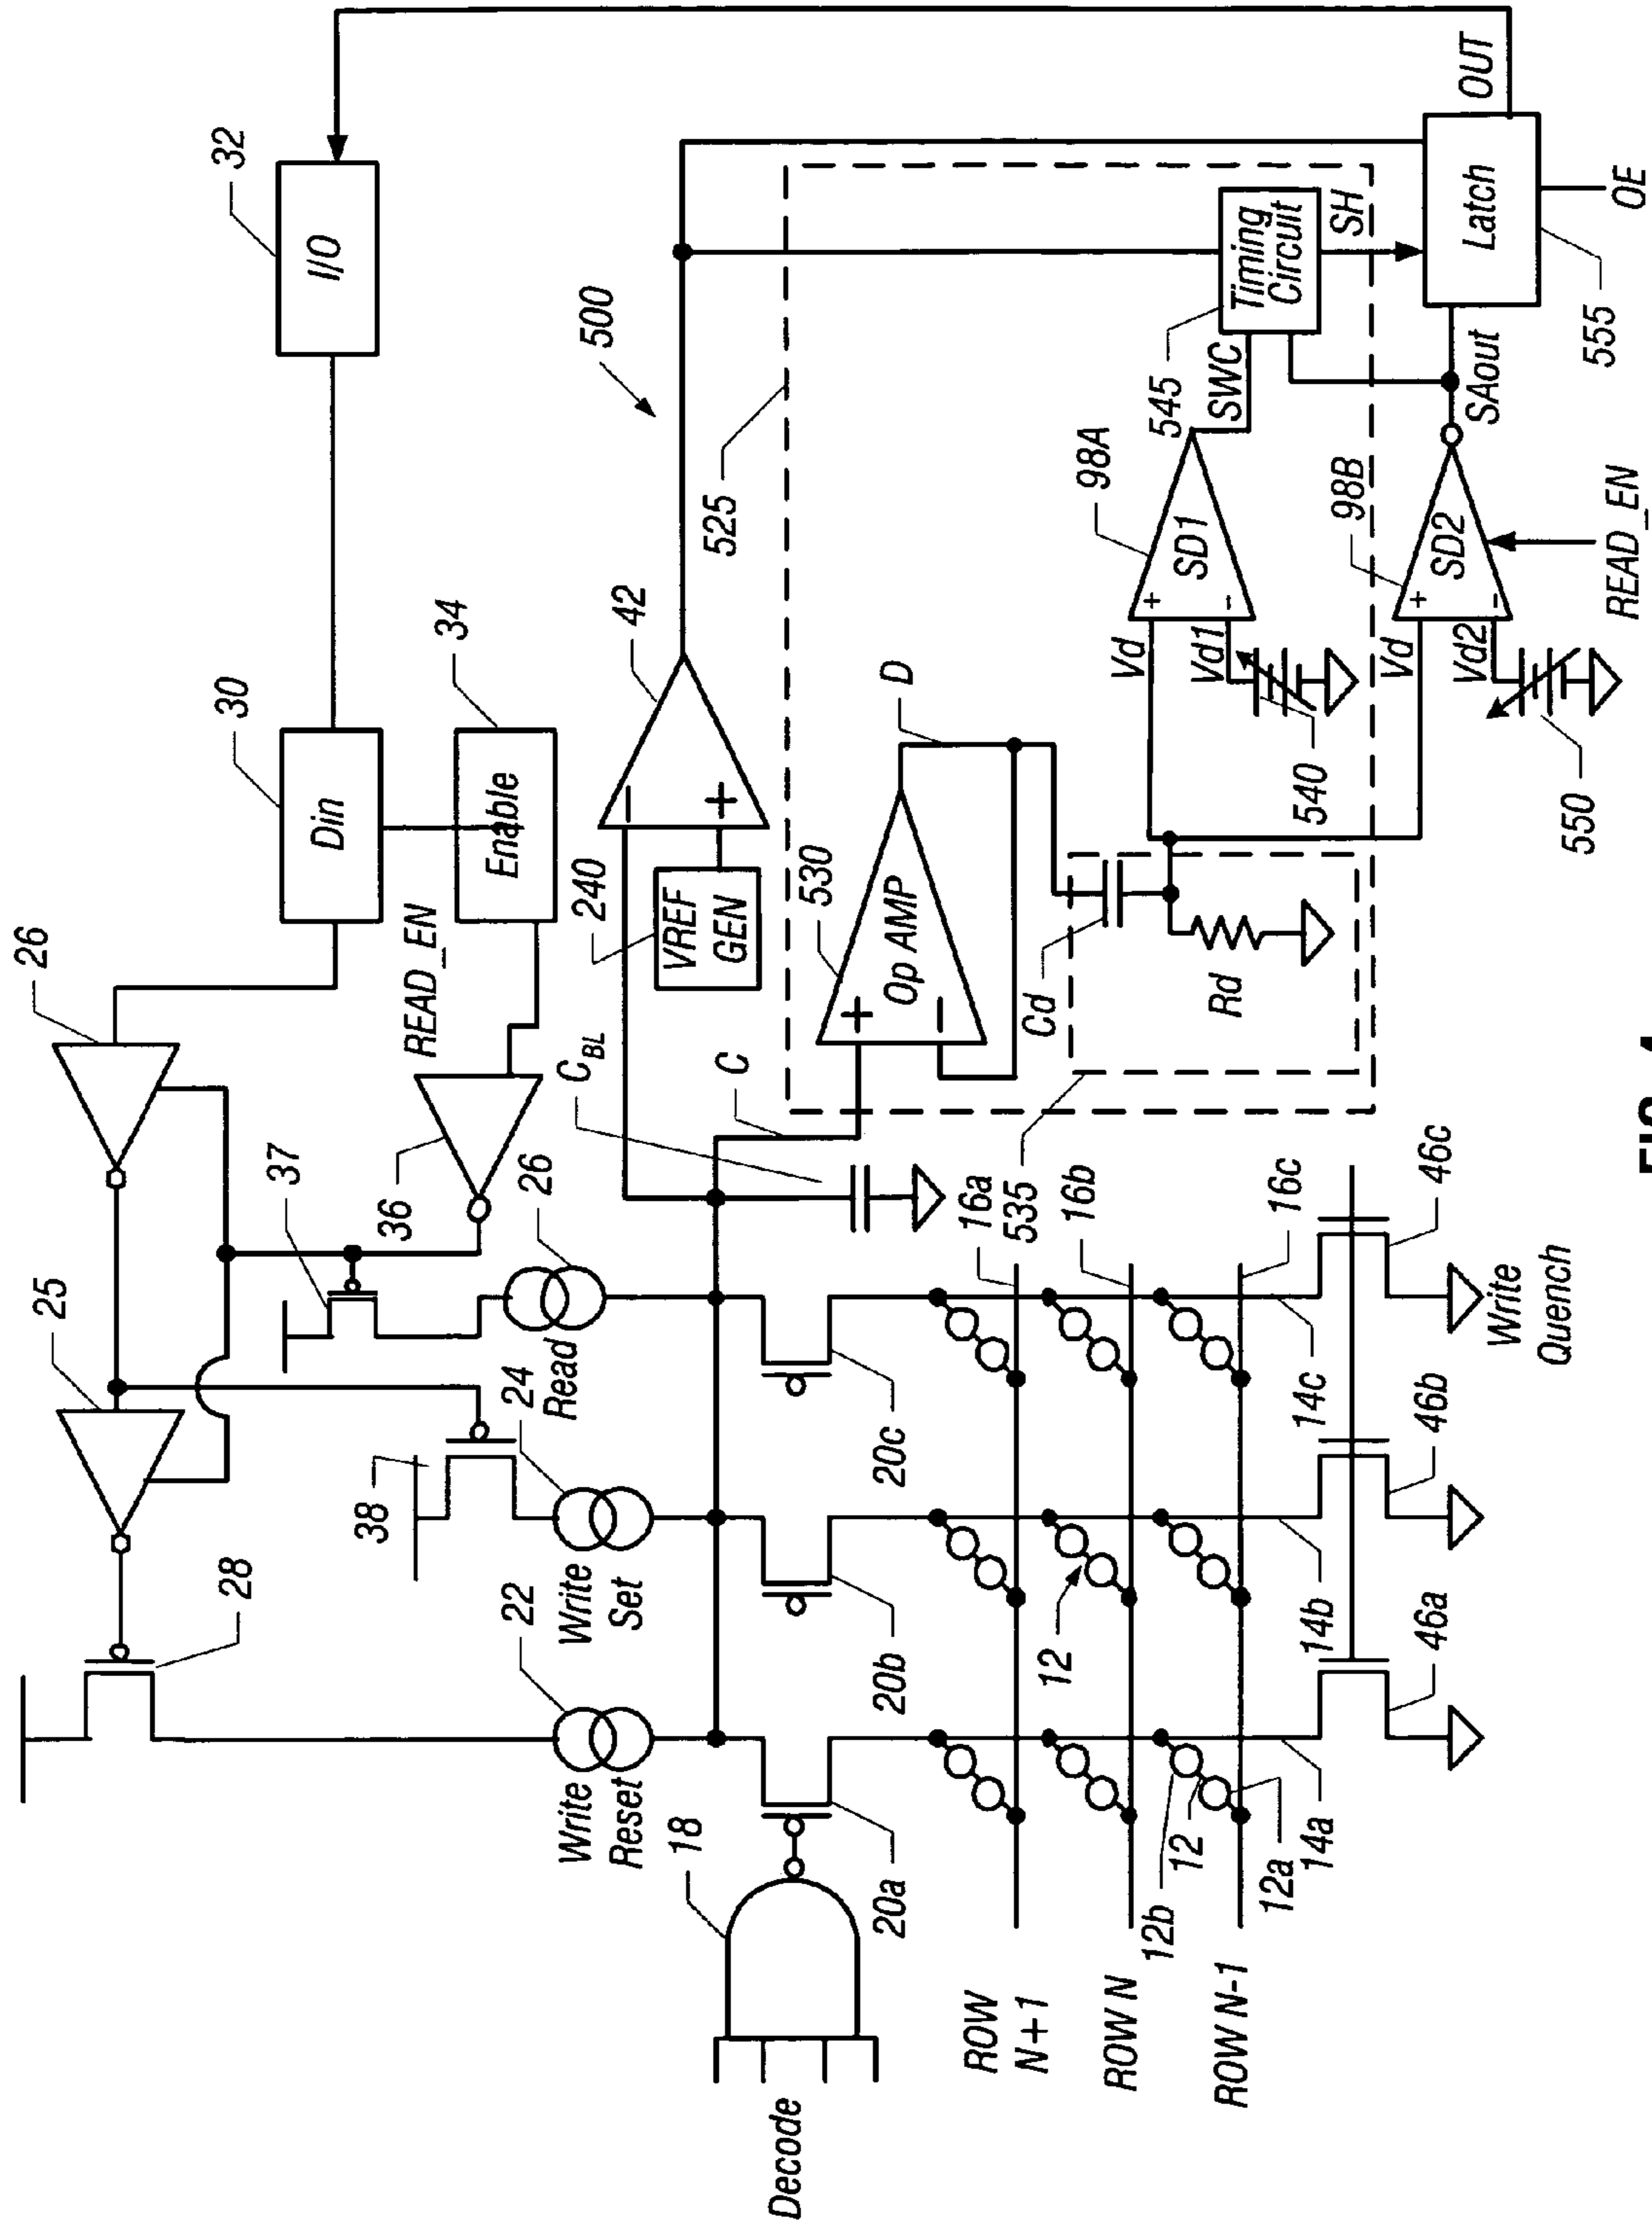 32
I/O
OUT
30
Din
34
Enable
26
READ_EN
36
37
25
28
38
24
Write
Set
22
Write
Reset
26
Read
500
42
240
VREF
GEN
−
+
C
BL
C
525
D
530
Op AMP
+
−
Cd
Rd
535
Vd
+
Vd1
-
SD1
98A
540
545
SWC
Timing
Circuit
SH
Vd
+
Vd2
-
SD2
98B
550
READ_EN
SAout
Latch
555
OE
18
Decode
20a
20b
20c
16a
16b
16c
ROW
N+1
ROW N
ROW N-1
12
12b
12
12a
14a
14b
14c
46a
46b
46c
Write
Quench